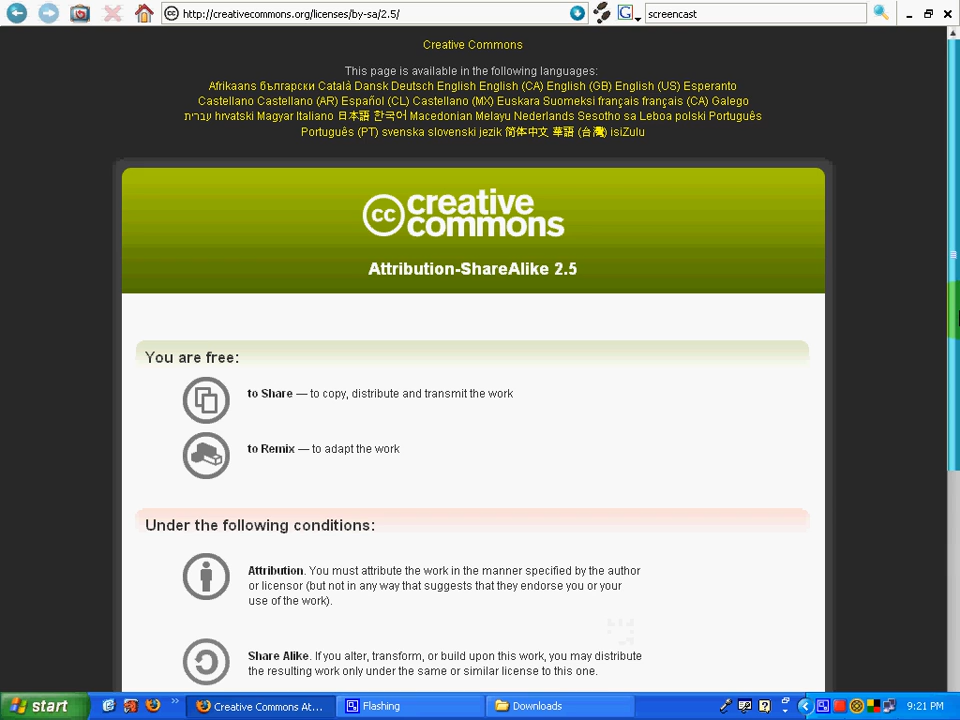 http://creativecommons.org/licenses/by-sa/2.5/
screencast
Creative Commons
This page is available in the following languages:
Afrikaans български Català Dansk Deutsch English English (CA) English (GB) English (US) Esperanto
Castellano Castellano (AR) Español (CL) Castellano (MX) Euskara Suomeksi français français (CA) Galego
עברית hrvatski Magyar Italiano 日本語 한국어 Macedonian Melayu Nederlands Sesotho sa Leboa polski Português
Português (PT) svenska slovenski jezik 简体中文 華語 (台灣) isiZulu
cc creative commons
Attribution-ShareAlike 2.5
You are free:
to Share — to copy, distribute and transmit the work
to Remix — to adapt the work
Under the following conditions:
Attribution. You must attribute the work in the manner specified by the author
or licensor (but not in any way that suggests that they endorse you or your
use of the work).
Share Alike. If you alter, transform, or build upon this work, you may distribute
the resulting work only under the same or similar license to this one.
start
Creative Commons At...
Flashing
Downloads
9:21 PM